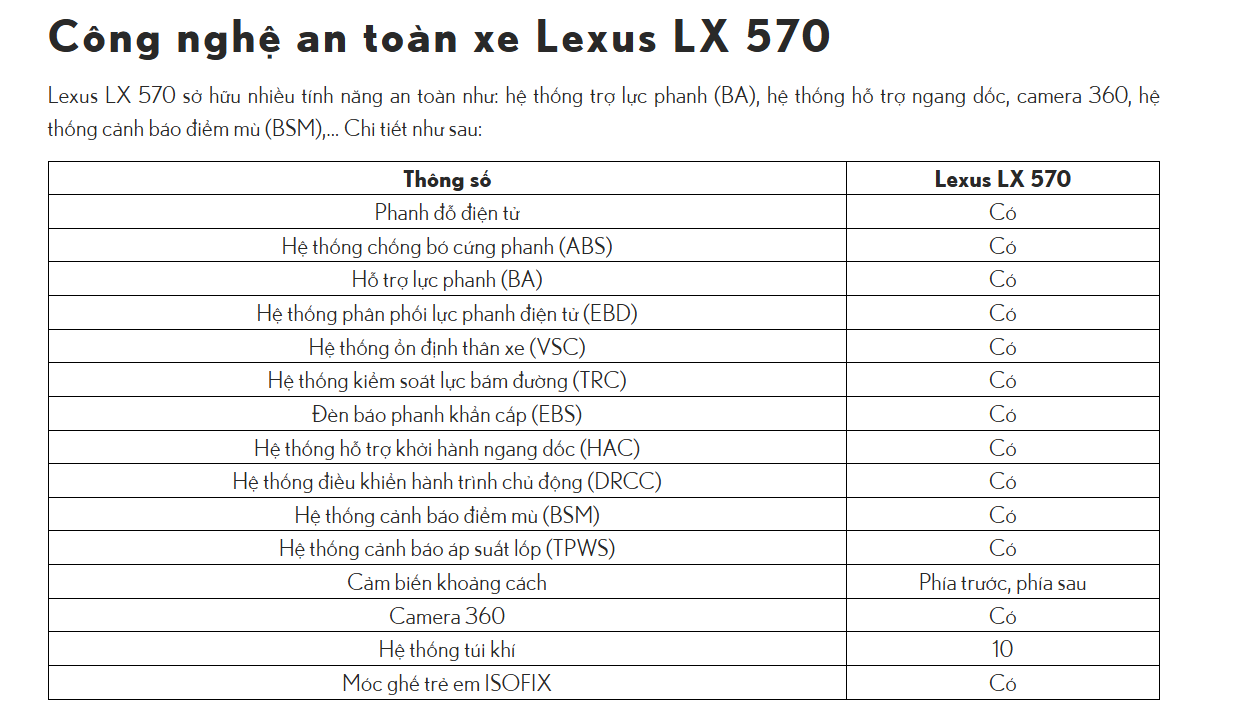 Công nghệ an toàn xe Lexus LX 570
Lexus LX 570 sở hữu nhiều tính năng an toàn như: hệ thống trợ lực phanh (BA), hệ thống hỗ trợ ngang dốc, camera 360, hệ
thống cảnh báo điểm mù (BSM),... Chi tiết như sau:
Thông số Lexus LX 570
Phanh đỗ điện tử Có
Hệ thống chống bó cứng phanh (ABS) Có
Hỗ trợ lực phanh (BA) Có
Hệ thống phân phối lực phanh điện tử (EBD) Có
Hệ thống ổn định thân xe (VSC) Có
Hệ thống kiểm soát lực bám đường (TRC) Có
Đèn báo phanh khẩn cấp (EBS) Có
Hệ thống hỗ trợ khởi hành ngang dốc (HAC) Có
Hệ thống điều khiển hành trình chủ động (DRCC) Có
Hệ thống cảnh báo điểm mù (BSM) Có
Hệ thống cảnh báo áp suất lốp (TPWS) Có
Cảm biến khoảng cách Phía trước, phía sau
Camera 360 Có
Hệ thống túi khí 10
Móc ghế trẻ em ISOFIX Có